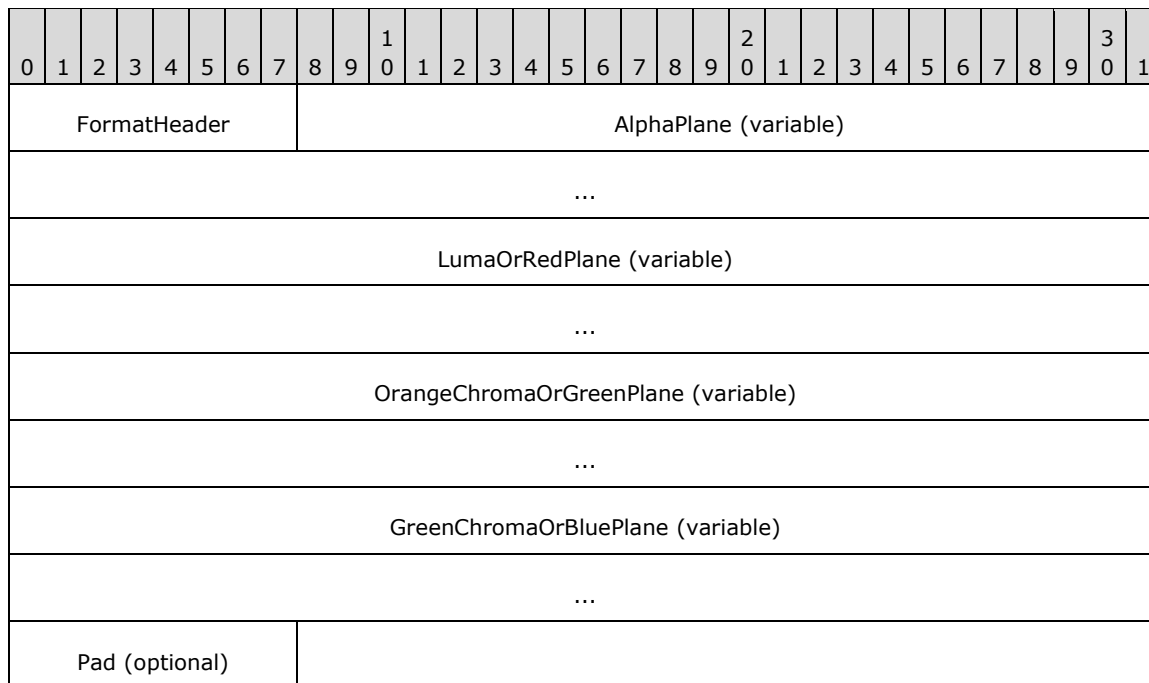 1 2 3
0 1 2 3 4 5 6 7 8 9 0 1 2 3 4 5 6 7 8 9 0 1 2 3 4 5 6 7 8 9 0 1
FormatHeader AlphaPlane (variable)
...
LumaOrRedPlane (variable)
...
OrangeChromaOrGreenPlane (variable)
...
GreenChromaOrBluePlane (variable)
...
Pad (optional)